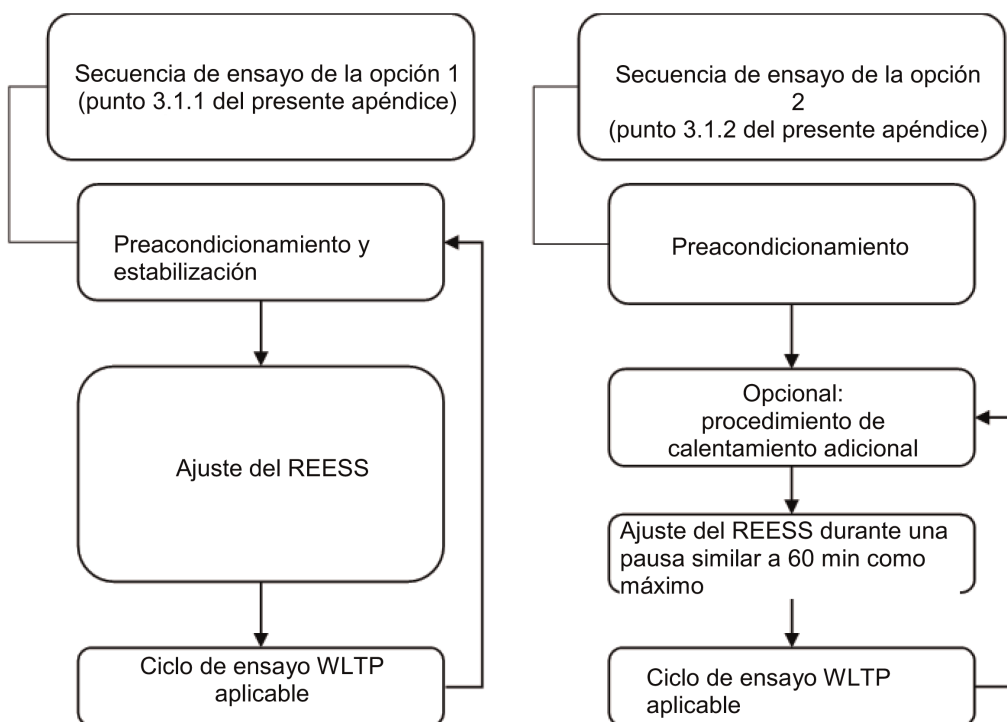 Secuencia de ensayo de la opción 1
(punto 3.1.1 del presente apéndice)
Preacondicionamiento y
estabilización
Ajuste del REESS
Ciclo de ensayo WLTP
aplicable
Secuencia de ensayo de la opción
2
(punto 3.1.2 del presente apéndice)
Preacondicionamiento
Opcional:
procedimiento de
calentamiento adicional
Ajuste del REESS durante una
pausa similar a 60 min como
máximo
Ciclo de ensayo WLTP
aplicable